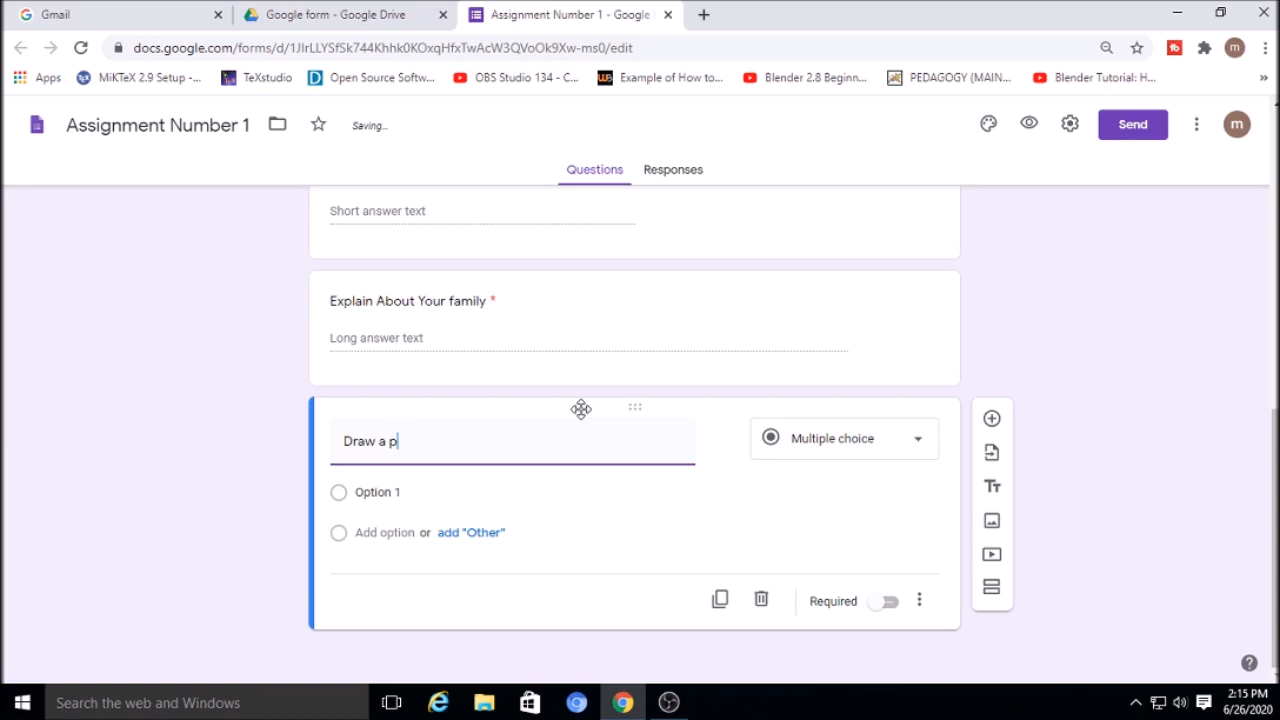 Gmail
Google form - Google Drive
Assignment Number 1 - Google
docs.google.com/forms/d/1JIrLLYSfSk744Khhk0KOxqHfxTwAcW3QVoOk9Xw-ms0/edit
Apps
MiKTeX 2.9 Setup -...
TeXstudio
Open Source Softw...
OBS Studio 134 - C...
Example of How to...
Blender 2.8 Beginn...
PEDAGOGY (MAIN...
Blender Tutorial: H...
Assignment Number 1
Saving...
Send
m
Questions
Responses
Short answer text
Explain About Your family *
Long answer text
Draw a p
Multiple choice
Option 1
Add option or add "Other"
Required
Search the web and Windows
2:15 PM
6/26/2020